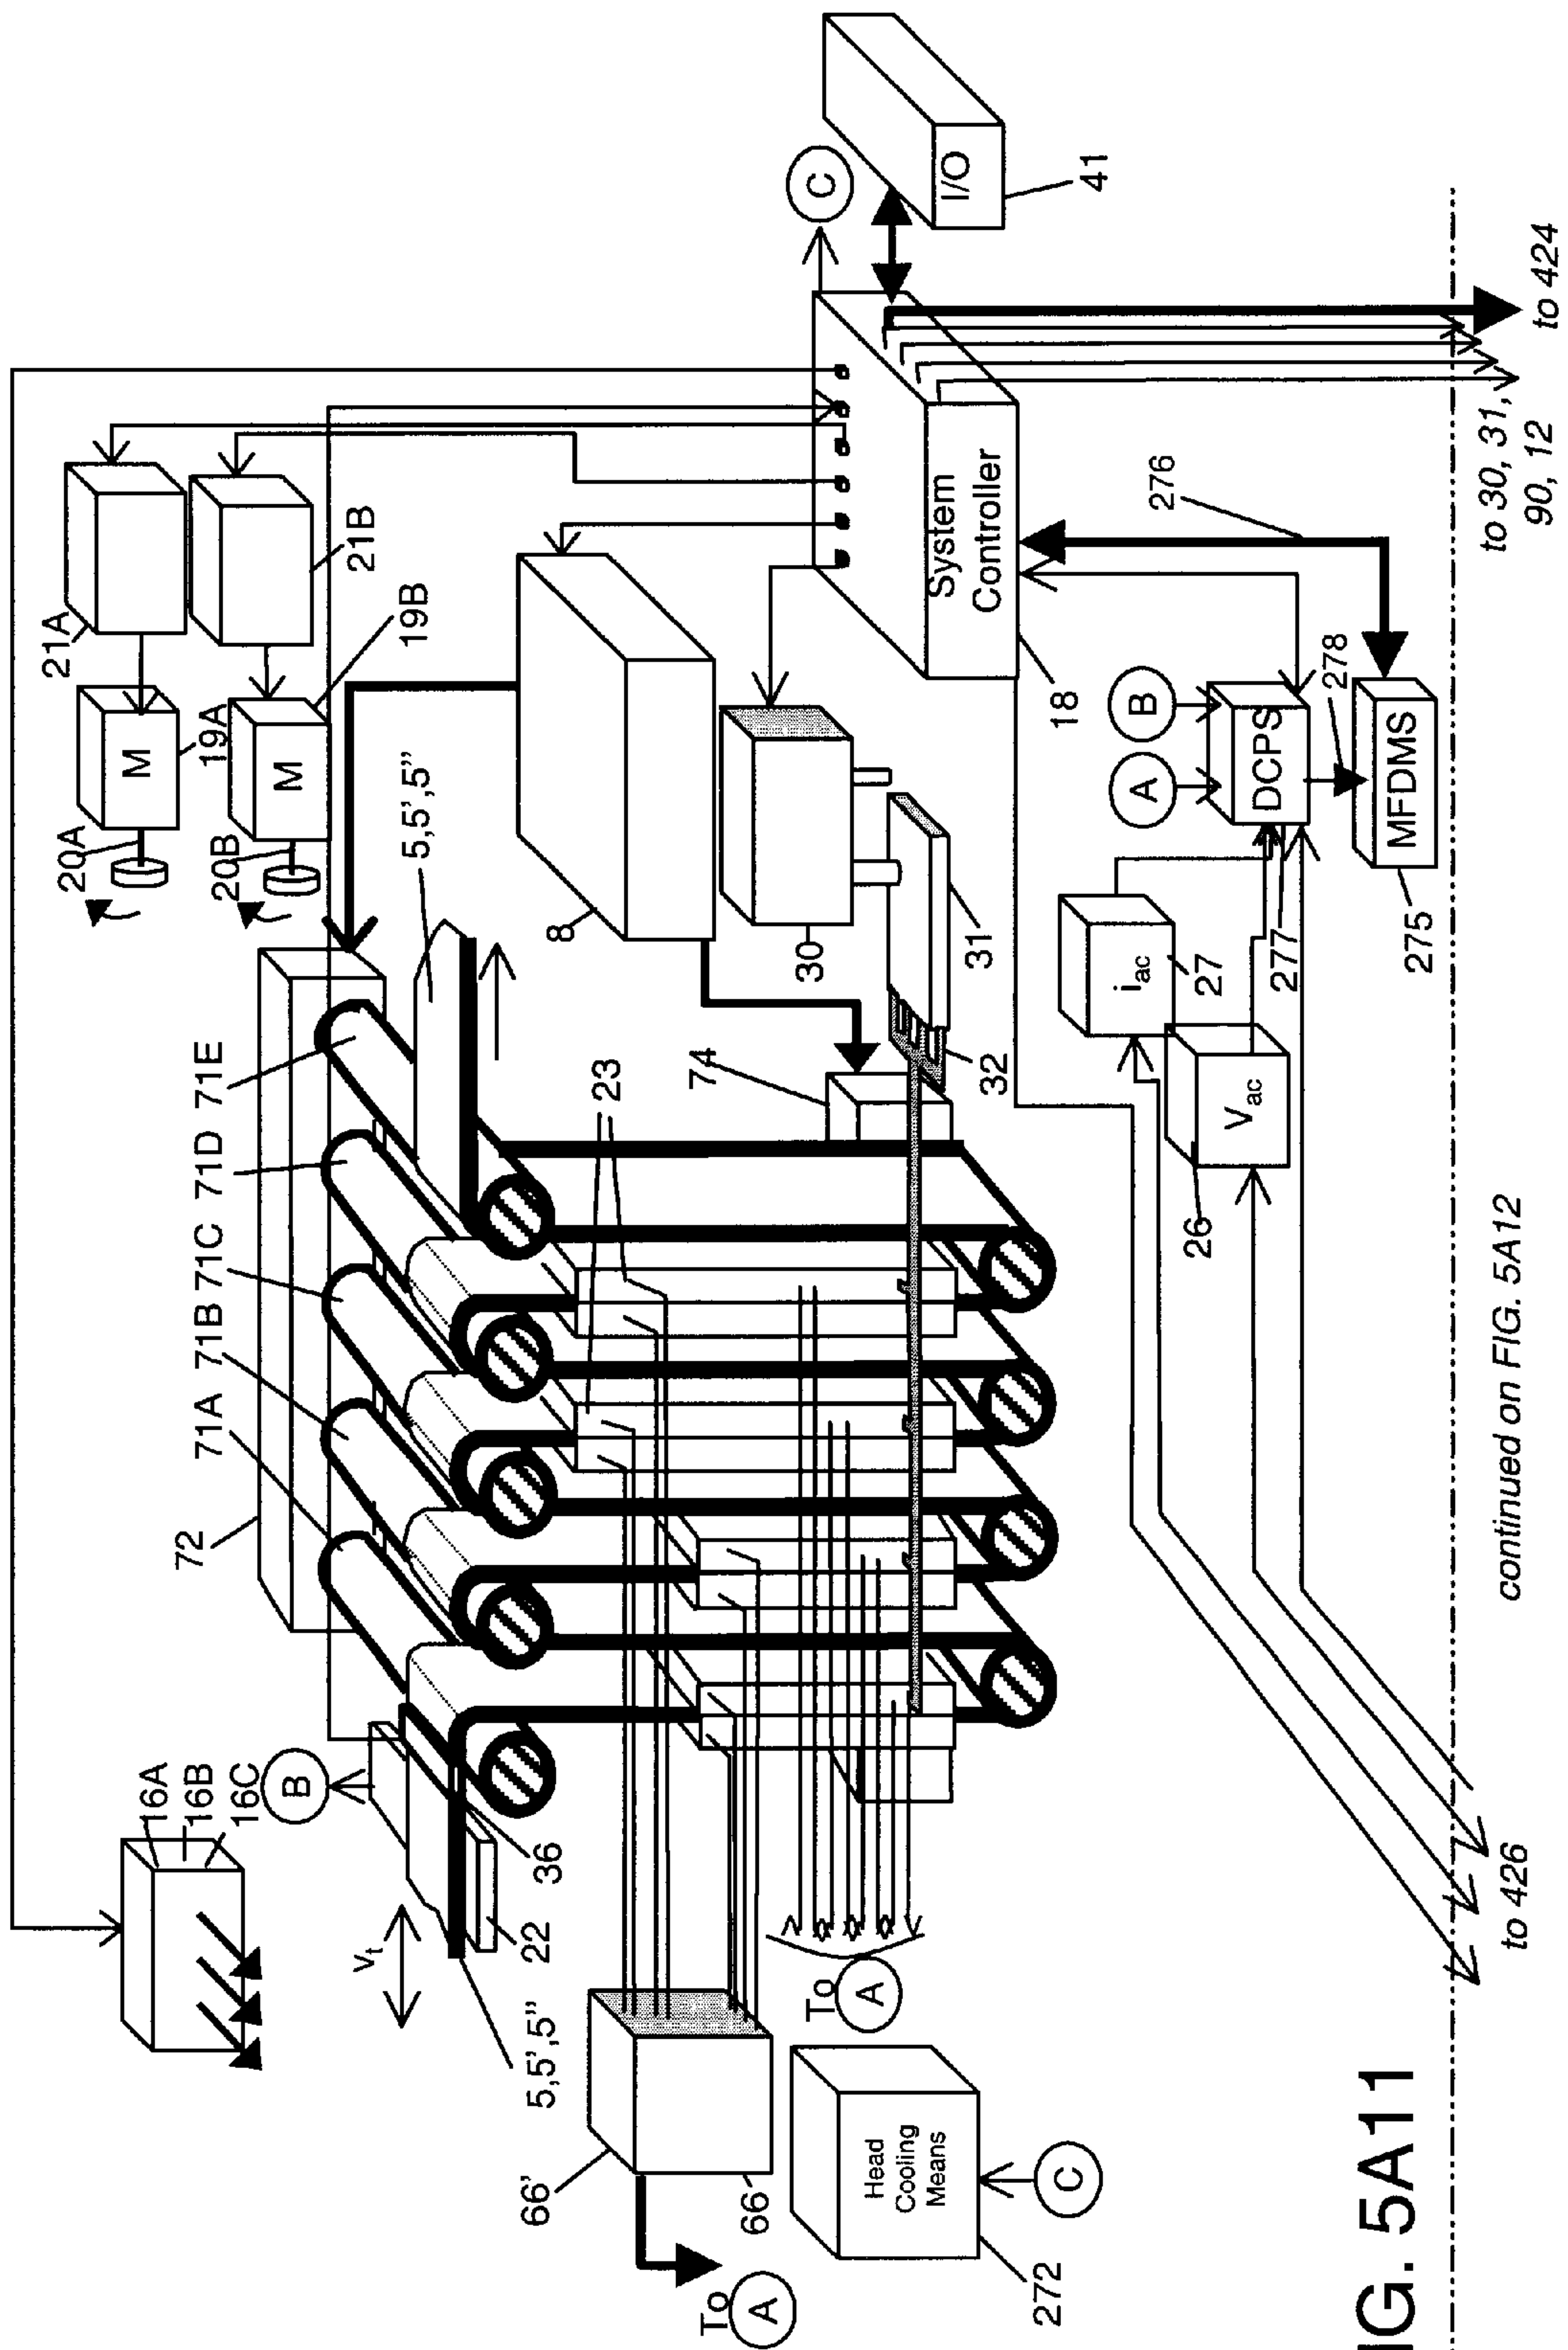 16A
16B
16C
B
Vt
5,5',5"
22
36
72
71A
71B
71C
71D
71E
20A
20B
M
M
19A
19B
21A
21B
5,5',5"
8
23
74
30
31
32
66'
66
To
A
To
A
Head
Cooling
Means
272
C
C
I/O
41
System
Controller
18
276
A
B
DCPS
278
MFDMS
275
277
iac
27
Vac
26
to 424
to 30, 31,
90, 12
to 426
continued on FIG. 5A12
IG. 5A11